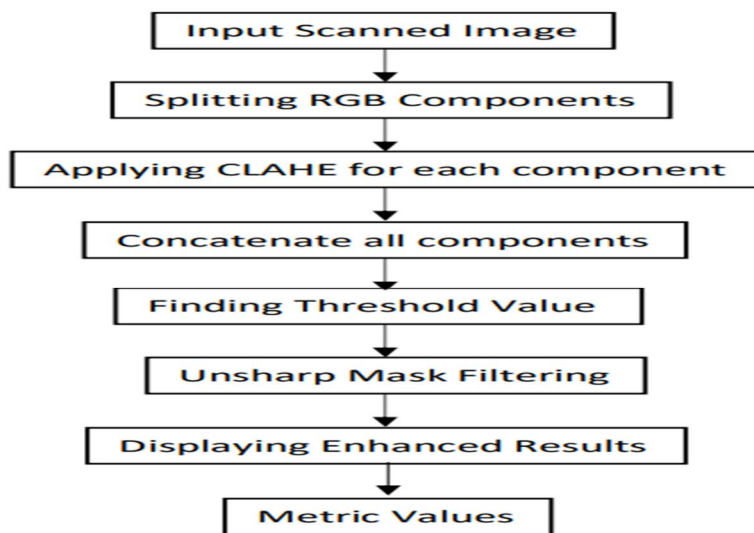 Input Scanned Image
Splitting RGB Components
Applying CLAHE for each component
Concatenate all components
Finding Threshold Value
Unsharp Mask Filtering
Displaying Enhanced Results
Metric Values